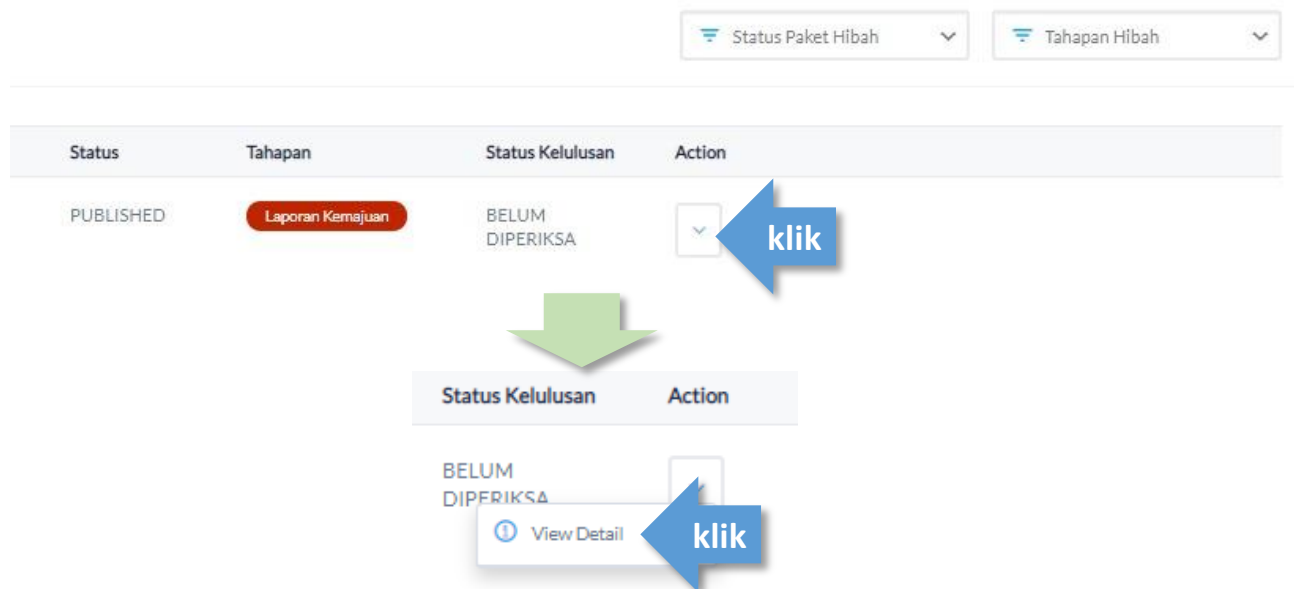 Status Paket Hibah Tahapan Hibah
Status Tahapan Status Kelulusan Action
PUBLISHED Laporan Kemajuan BELUM DIPERIKSA klik
Status Kelulusan Action
BELUM
DIPERIKSA
View Detail klik